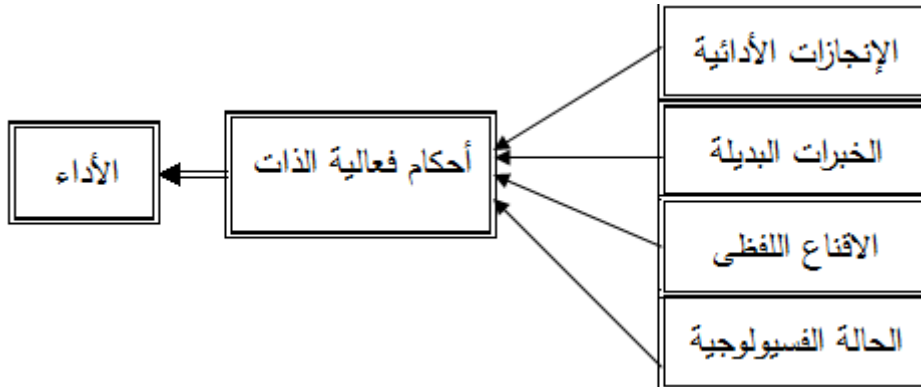 الإنجازات الأدائية
الخبرات البديلة
الاقناع اللفظى
الحالة الفسيولوجية
أحكام فعالية الذات
الأداء